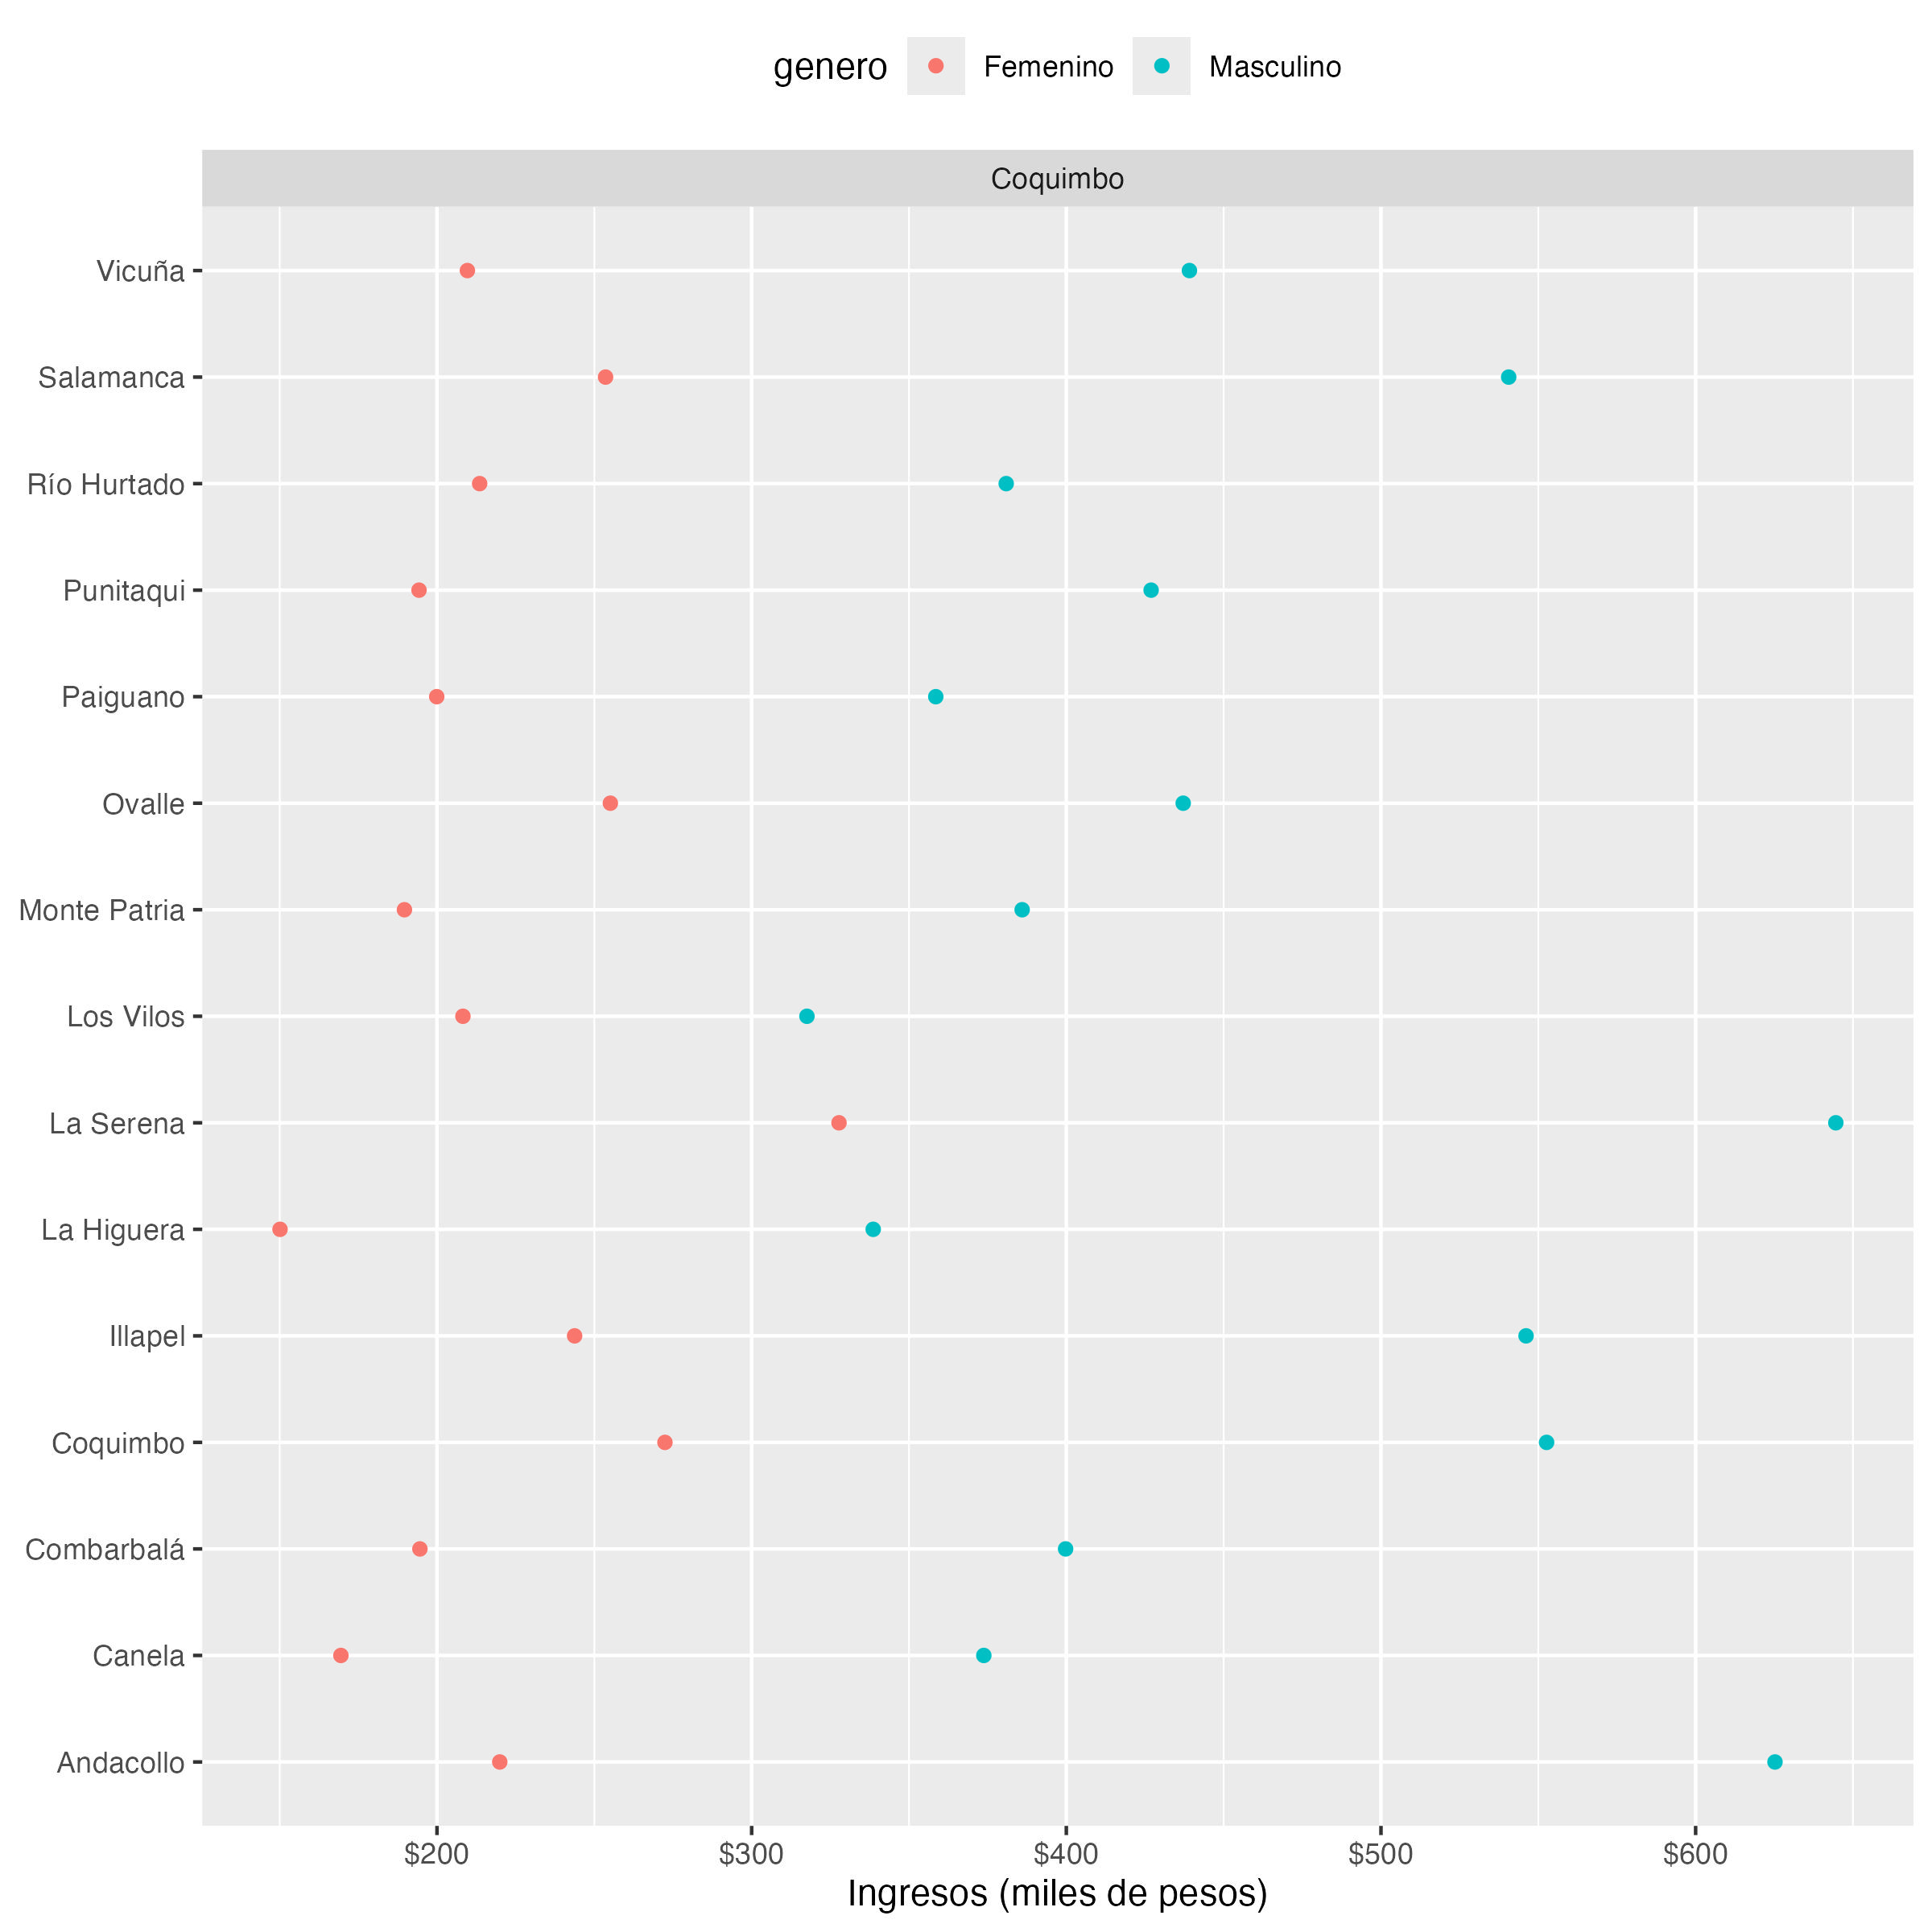 genero Femenino Masculino
Coquimbo
Vicuña
Salamanca
Río Hurtado
Punitaqui
Paiguano
Ovalle
Monte Patria
Los Vilos
La Serena
La Higuera
Illapel
Coquimbo
Combarbalá
Canela
Andacollo
$200 $300 $400 $500 $600
Ingresos (miles de pesos)